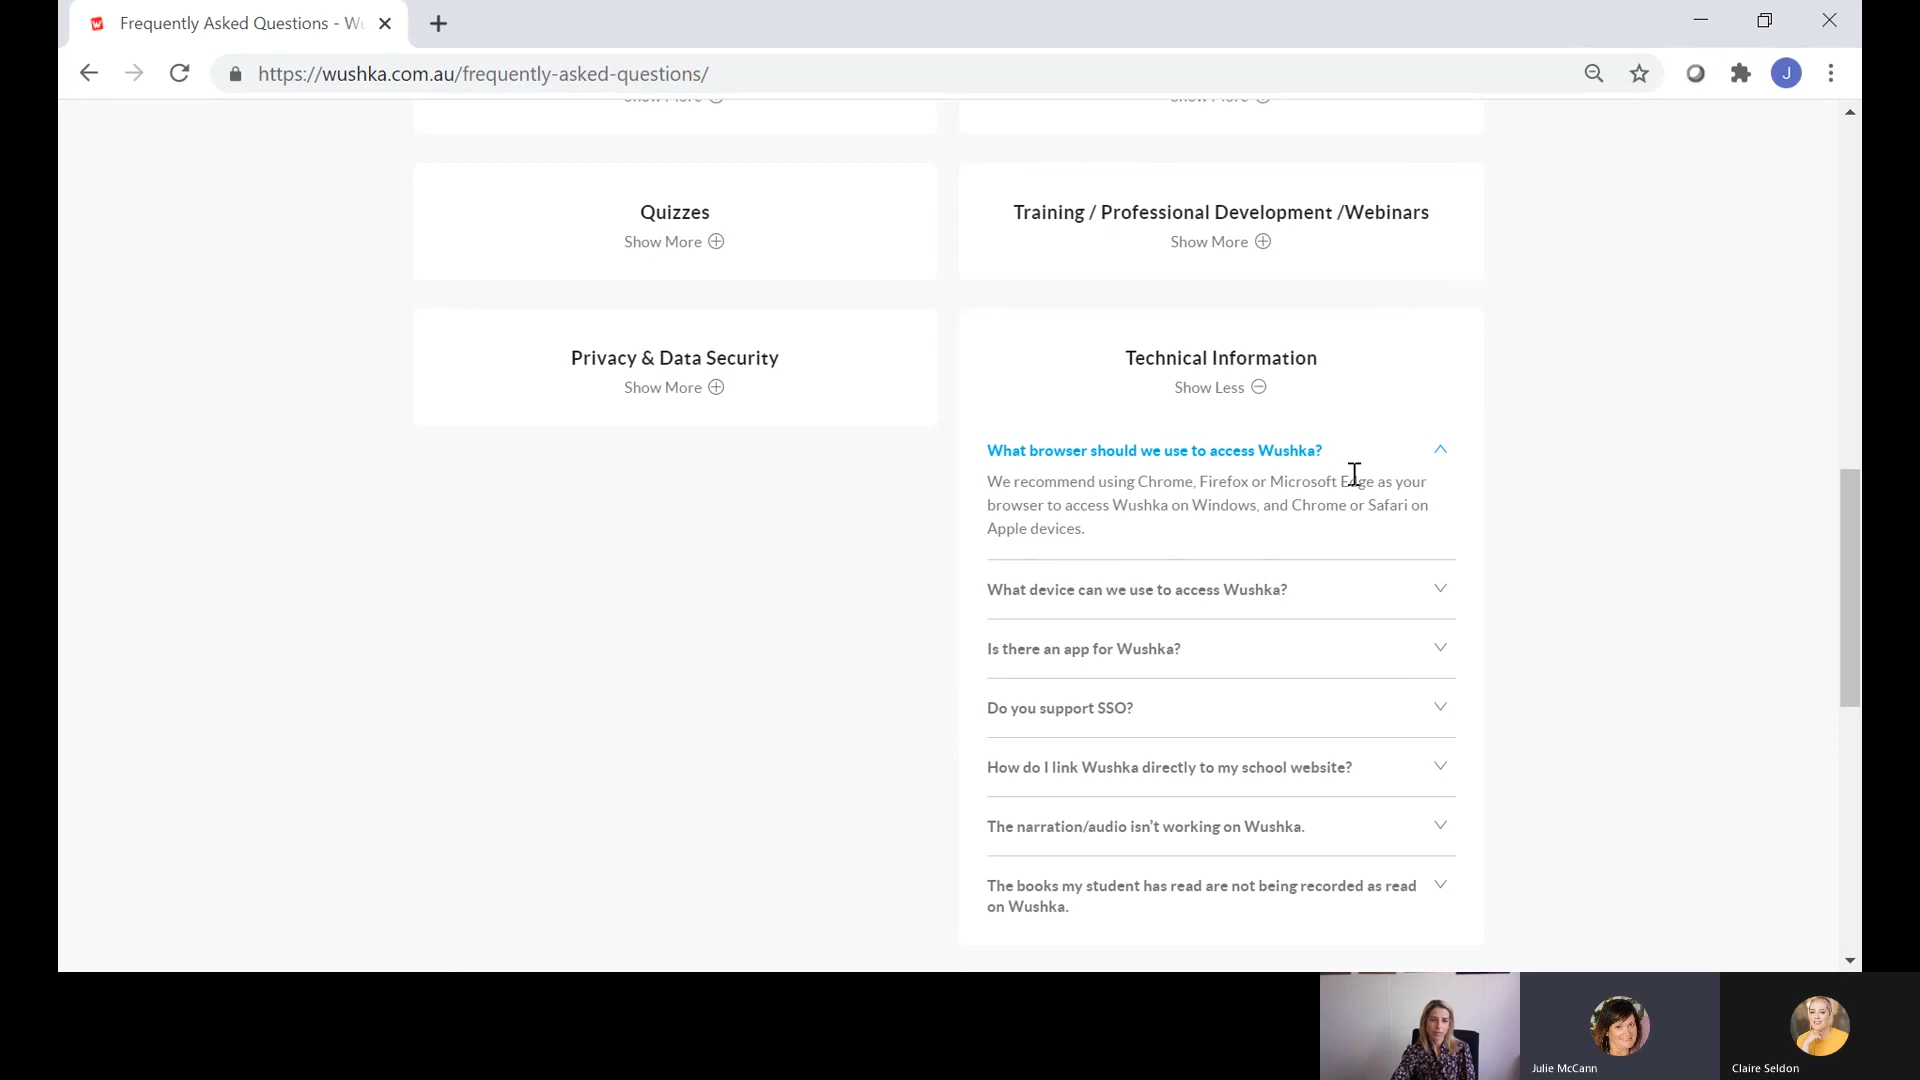 Frequently Asked Questions - Wu
https://wushka.com.au/frequently-asked-questions/
J
Show More
Show More
Quizzes
Show More
Training / Professional Development /Webinars
Show More
Privacy & Data Security
Show More
Technical Information
Show Less
What browser should we use to access Wushka?
We recommend using Chrome, Firefox or Microsoft Edge as your
browser to access Wushka on Windows, and Chrome or Safari on
Apple devices.
What device can we use to access Wushka?
Is there an app for Wushka?
Do you support SSO?
How do I link Wushka directly to my school website?
The narration/audio isn't working on Wushka.
The books my student has read are not being recorded as read
on Wushka.
Julie McCann
Claire Seldon